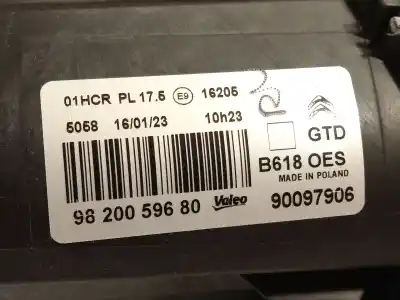 01HCR PL 17.5 E9 16205
5058 16/01/23 10h23
GTD
B618 OES
MADE IN POLAND
98 200 596 80 Valeo 90097906